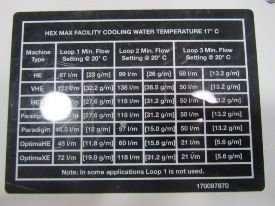 HEX MAX FACILITY COOLING WATER TEMPERATURE 17° C
Machine Type Loop 1 Min. Flow Setting @ 20° C Loop 2 Min. Flow Setting @ 20° C Loop 3 Min. Flow Setting @ 20° C
HE 87 l/m [23 g/m] 99 l/m [26 g/m] 50 l/m [13.2 g/m]
VHE 122 l/m [32.2 g/m] 138 l/m [36.5 g/m] 50 l/m [13.2 g/m]
[27.6 g/m] 118 l/m [31.2 g/m] 50 l/m [13.2 g/m]
Paradigm [27.6 g/m] 118 l/m [31.2 g/m] 50 l/m [13.2 g/m]
Paradigm 45.5 l/m [12 g/m] 57 l/m [15.0 g/m] 50 l/m [13.2 g/m]
OptimaHE 45 l/m [11.8 g/m] 60 l/m [15.8 g/m] 21 l/m [5.6 g/m]
OptimaXE 72 l/m [19.0 g/m] 118 l/m [31.2 g/m] 21 l/m [5.6 g/m]
Note: In some applications Loop 1 is not used.
170097870